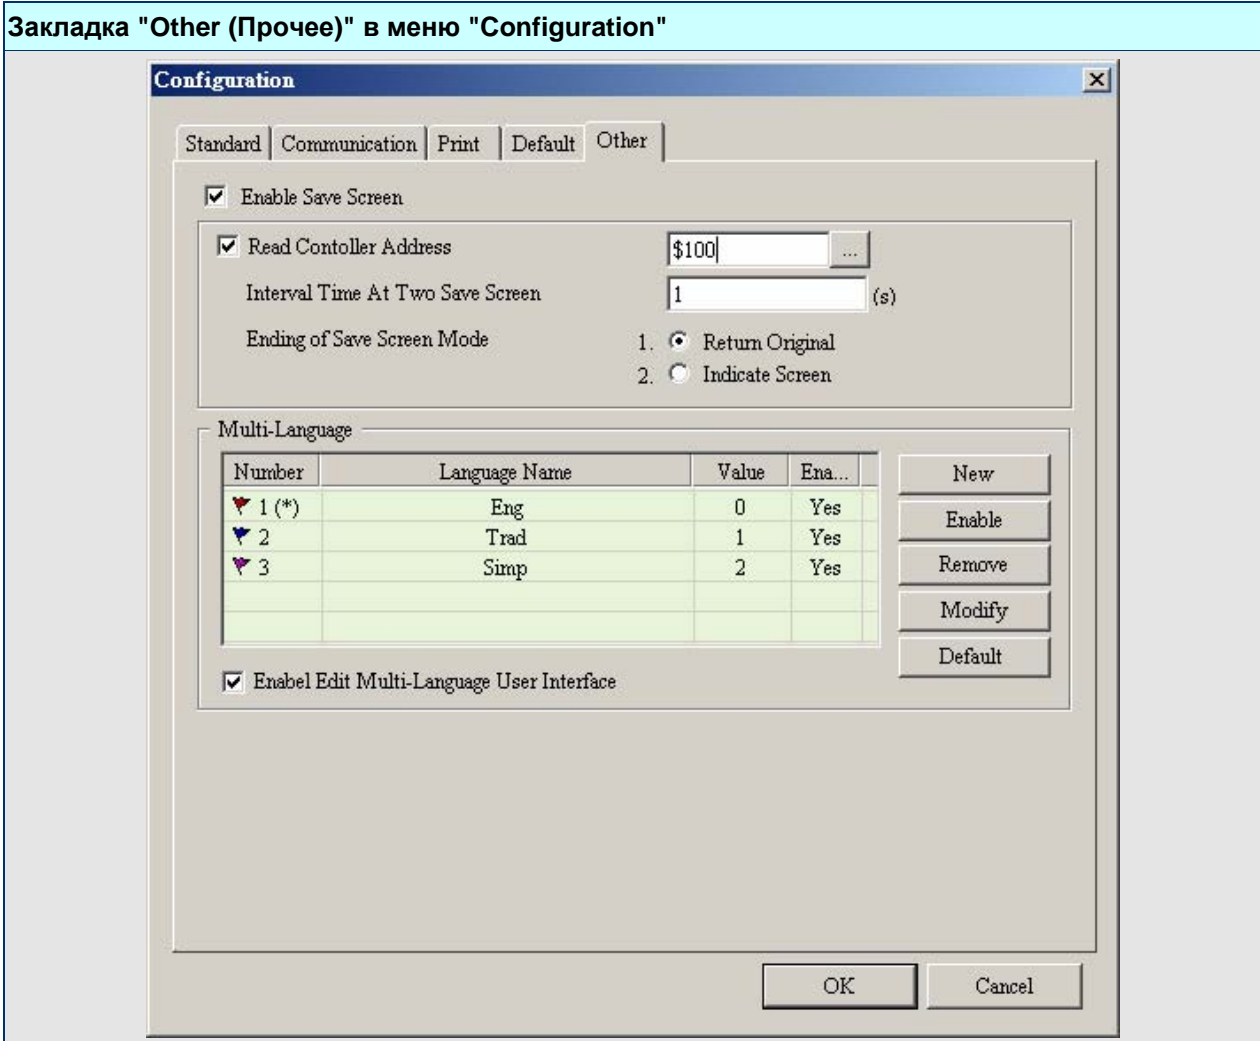 Закладка "Other (Прочее)" в меню "Configuration"
Configuration
Standard Communication Print Default Other
Enable Save Screen
Read Contoller Address $100 ...
Interval Time At Two Save Screen 1 (s)
Ending of Save Screen Mode 1. Return Original
2. Indicate Screen
Multi-Language
Number Language Name Value Ena... New
1 (*) Eng 0 Yes Enable
2 Trad 1 Yes
3 Simp 2 Yes Remove
Modify
Default
Enabel Edit Multi-Language User Interface
OK Cancel